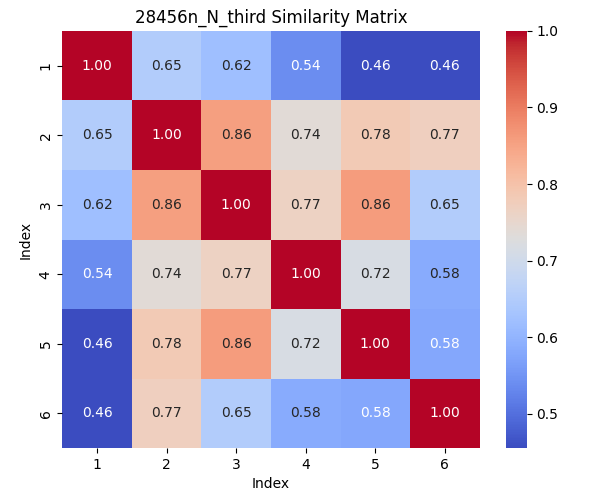 28456n_N_third Similarity Matrix
1 1.00 0.65 0.62 0.54 0.46 0.46
2 0.65 1.00 0.86 0.74 0.78 0.77
3 0.62 0.86 1.00 0.77 0.86 0.65
4 0.54 0.74 0.77 1.00 0.72 0.58
5 0.46 0.78 0.86 0.72 1.00 0.58
6 0.46 0.77 0.65 0.58 0.58 1.00
Index
1 2 3 4 5 6
Index
1.0
0.9
0.8
0.7
0.6
0.5